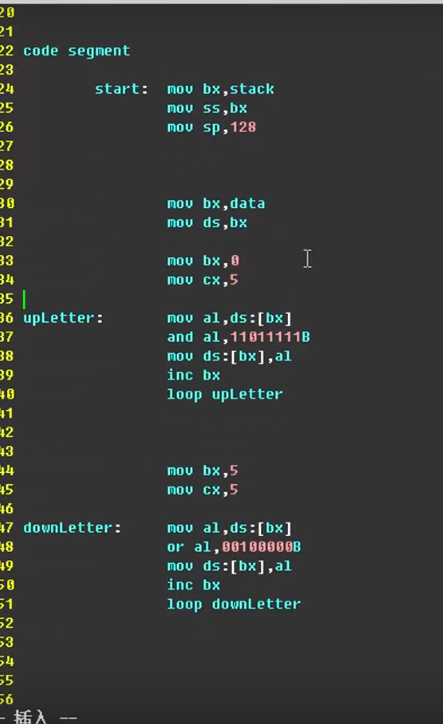 20
21
22 code segment
23
24 start: mov bx,stack
25 mov ss,bx
26 mov sp,128
27
28
29
30 mov bx,data
31 mov ds,bx
32
33 mov bx,0
34 mov cx,5
35
36 upLetter: mov al,ds:[bx]
37 and al,11011111B
38 mov ds:[bx],al
39 inc bx
40 loop upLetter
41
42
43
44 mov bx,5
45 mov cx,5
46
47 downLetter: mov al,ds:[bx]
48 or al,00100000B
49 mov ds:[bx],al
50 inc bx
51 loop downLetter
52
53
54
55
56
- 插入 --